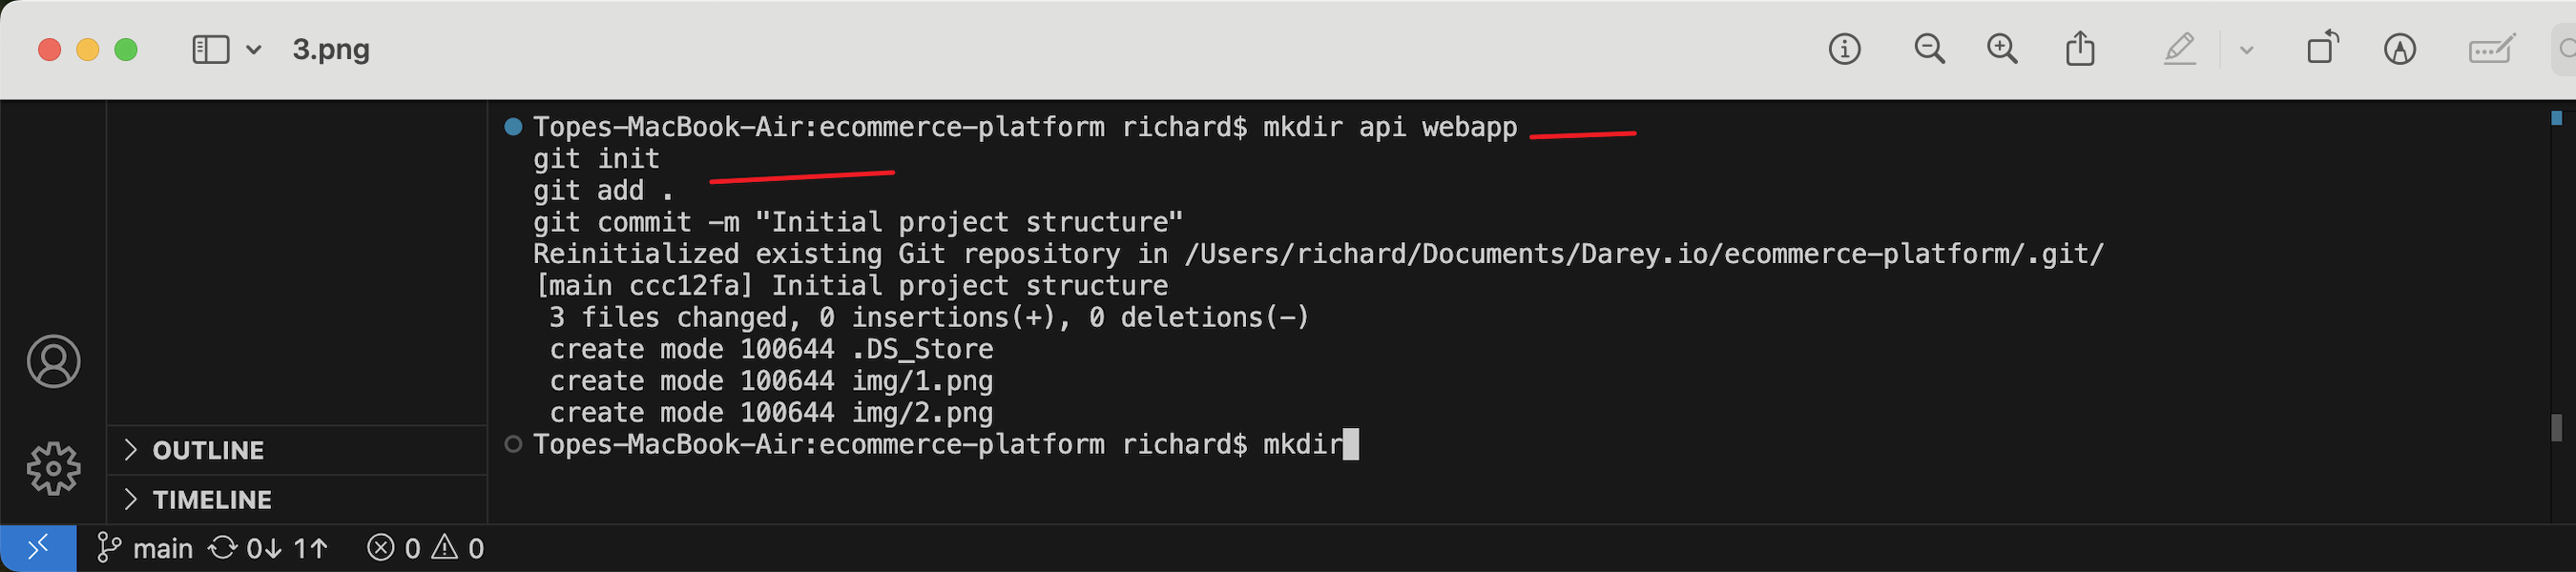 3.png
Topes-MacBook-Air:ecommerce-platform richard$ mkdir api webapp
git init
git add .
git commit -m "Initial project structure"
Reinitialized existing Git repository in /Users/richard/Documents/Darey.io/ecommerce-platform/.git/
[main ccc12fa] Initial project structure
3 files changed, 0 insertions(+), 0 deletions(-)
create mode 100644 .DS_Store
create mode 100644 img/1.png
create mode 100644 img/2.png
Topes-MacBook-Air:ecommerce-platform richard$ mkdir
OUTLINE
TIMELINE
main 0↓ 1↑ 0 0